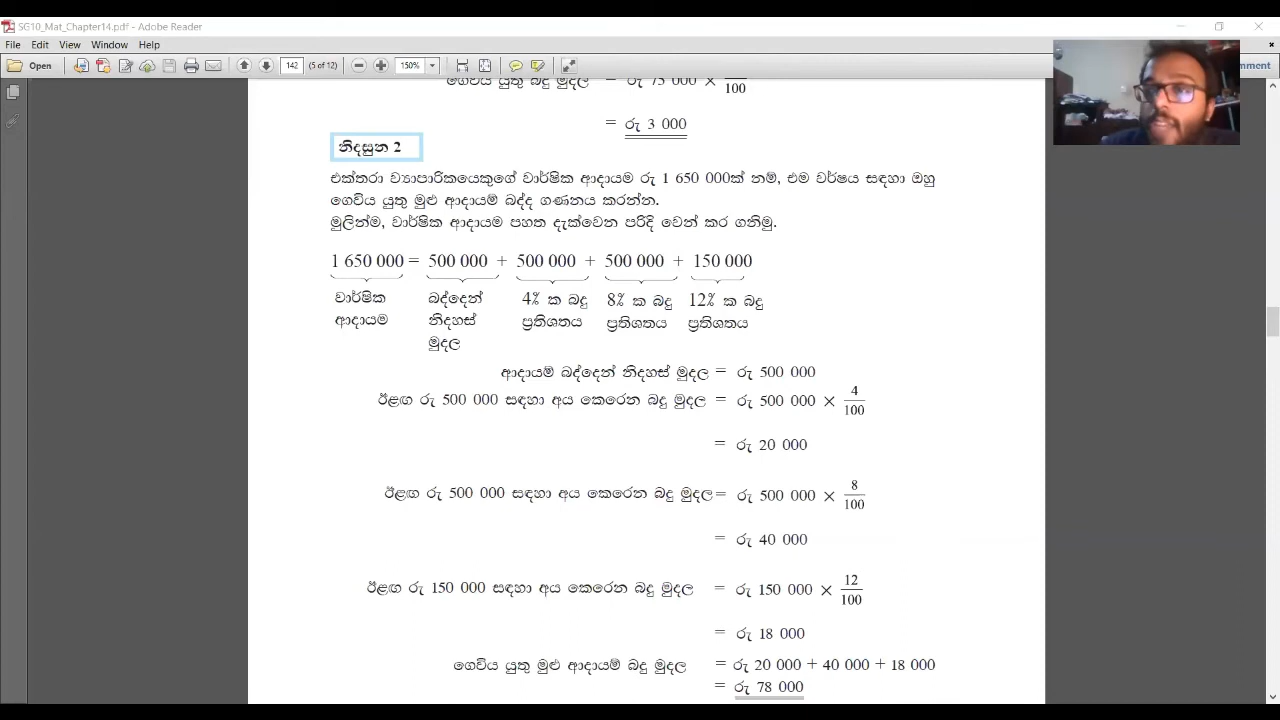 SG10_Mat_Chapter14.pdf - Adobe Reader
File Edit View Window Help
Open 142 (5 of 12) 150% mment
ගෙවිය යුතු බදු මුදල = රු 75 000 ×
100
= රු 3 000
නිදසුන 2
එක්තරා ව්‍යාපාරිකයෙකුගේ වාර්ෂික ආදායම රු 1 650 000ක් නම්, එම වර්ෂය සඳහා ඔහු
ගෙවිය යුතු මුළු ආදායම් බද්ද ගණනය කරන්න.
මුලින්ම, වාර්ෂික ආදායම පහත දැක්වෙන පරිදි වෙන් කර ගනිමු.
1 650 000 = 500 000 + 500 000 + 500 000 + 150 000
වාර්ෂික බද්දෙන් 4% ක බදු 8% ක බදු 12% ක බදු
ආදායම නිදහස් ප්‍රතිශතය ප්‍රතිශතය ප්‍රතිශතය
මුදල
ආදායම් බද්දෙන් නිදහස් මුදල = රු 500 000
ඊළඟ රු 500 000 සඳහා අය කෙරෙන බදු මුදල = රු 500 000 × 4/100
= රු 20 000
ඊළඟ රු 500 000 සඳහා අය කෙරෙන බදු මුදල = රු 500 000 × 8/100
= රු 40 000
ඊළඟ රු 150 000 සඳහා අය කෙරෙන බදු මුදල = රු 150 000 × 12/100
= රු 18 000
ගෙවිය යුතු මුළු ආදායම් බදු මුදල = රු 20 000 + 40 000 + 18 000
= රු 78 000